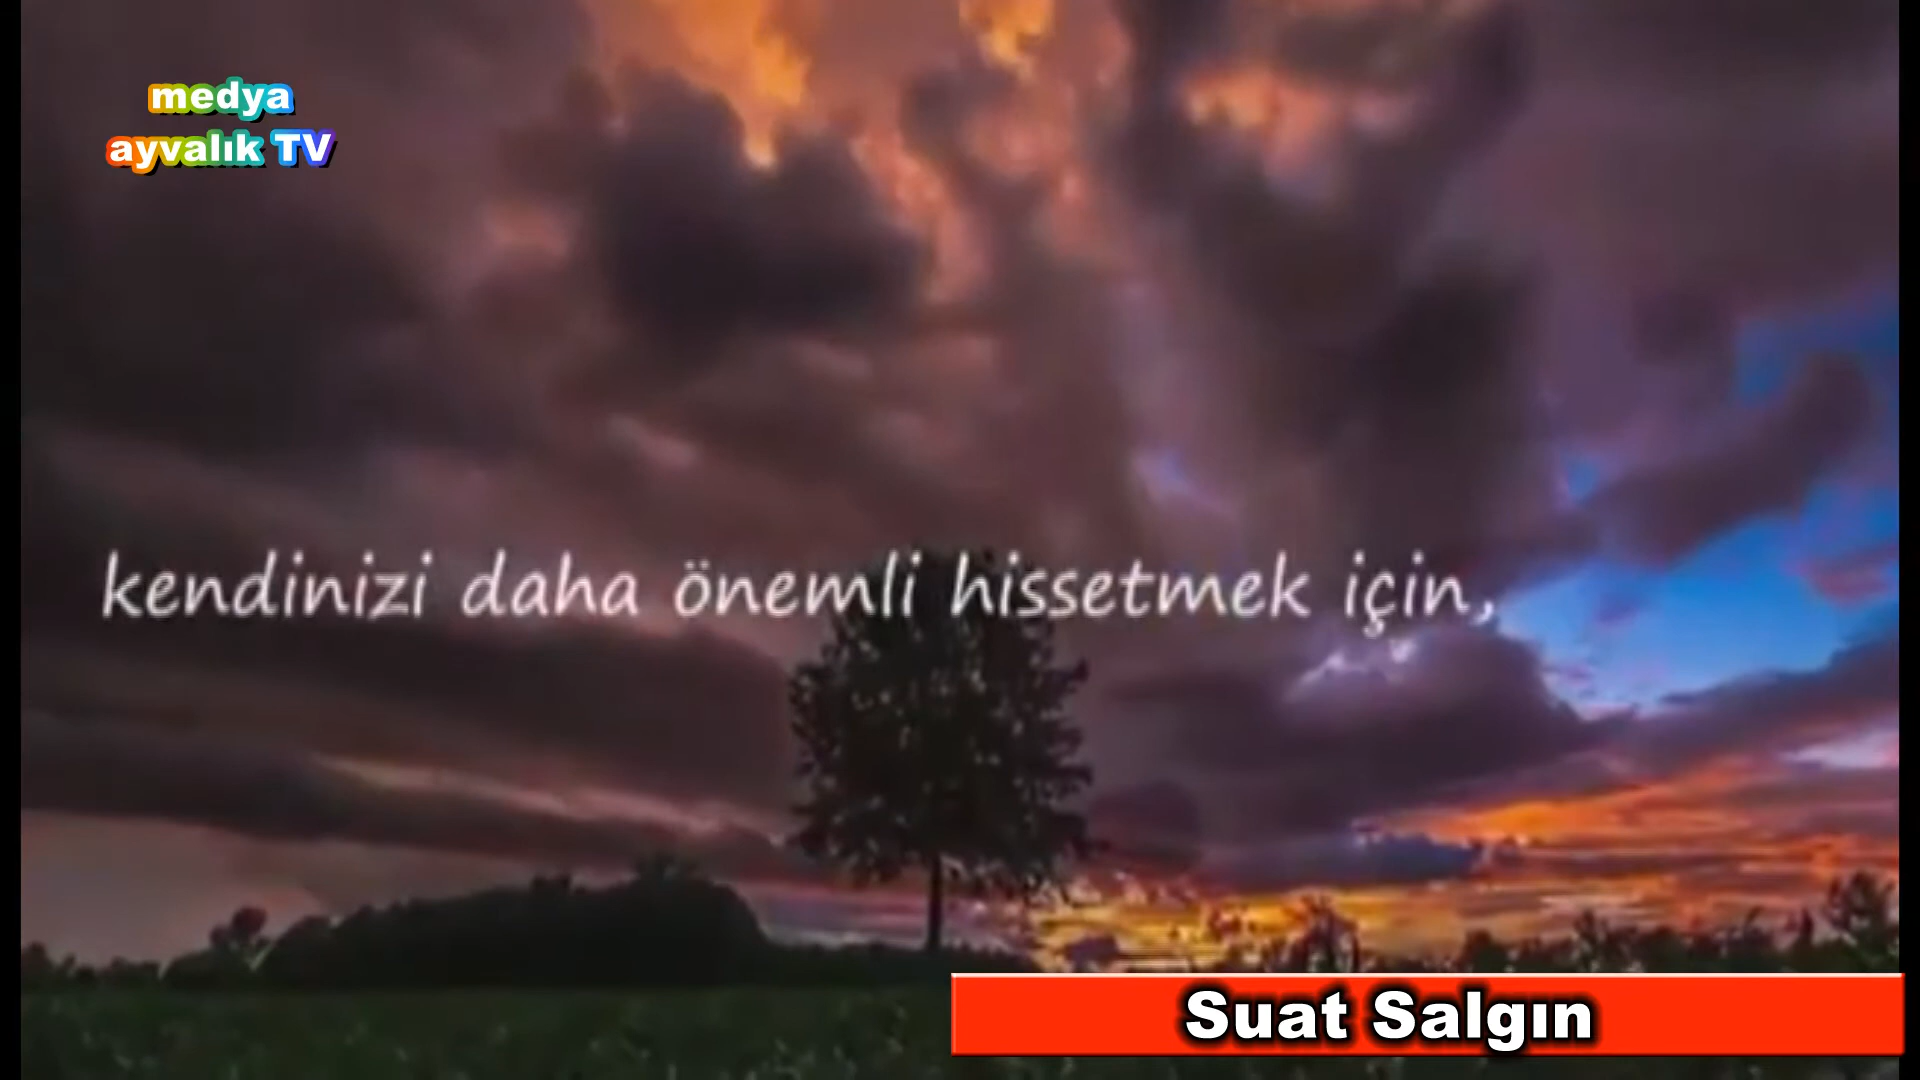 medya
ayvalık TV
kendinizi daha önemli hissetmek için,
Suat Salgın